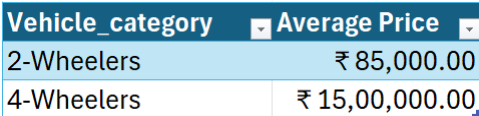 Vehicle_category Average Price
2-Wheelers ₹ 85,000.00
4-Wheelers ₹ 15,00,000.00